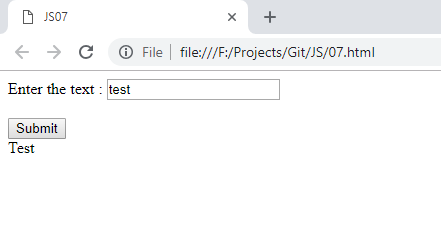 JS07
File file:///F:/Projects/Git/JS/07.html
Enter the text : test
Submit
Test